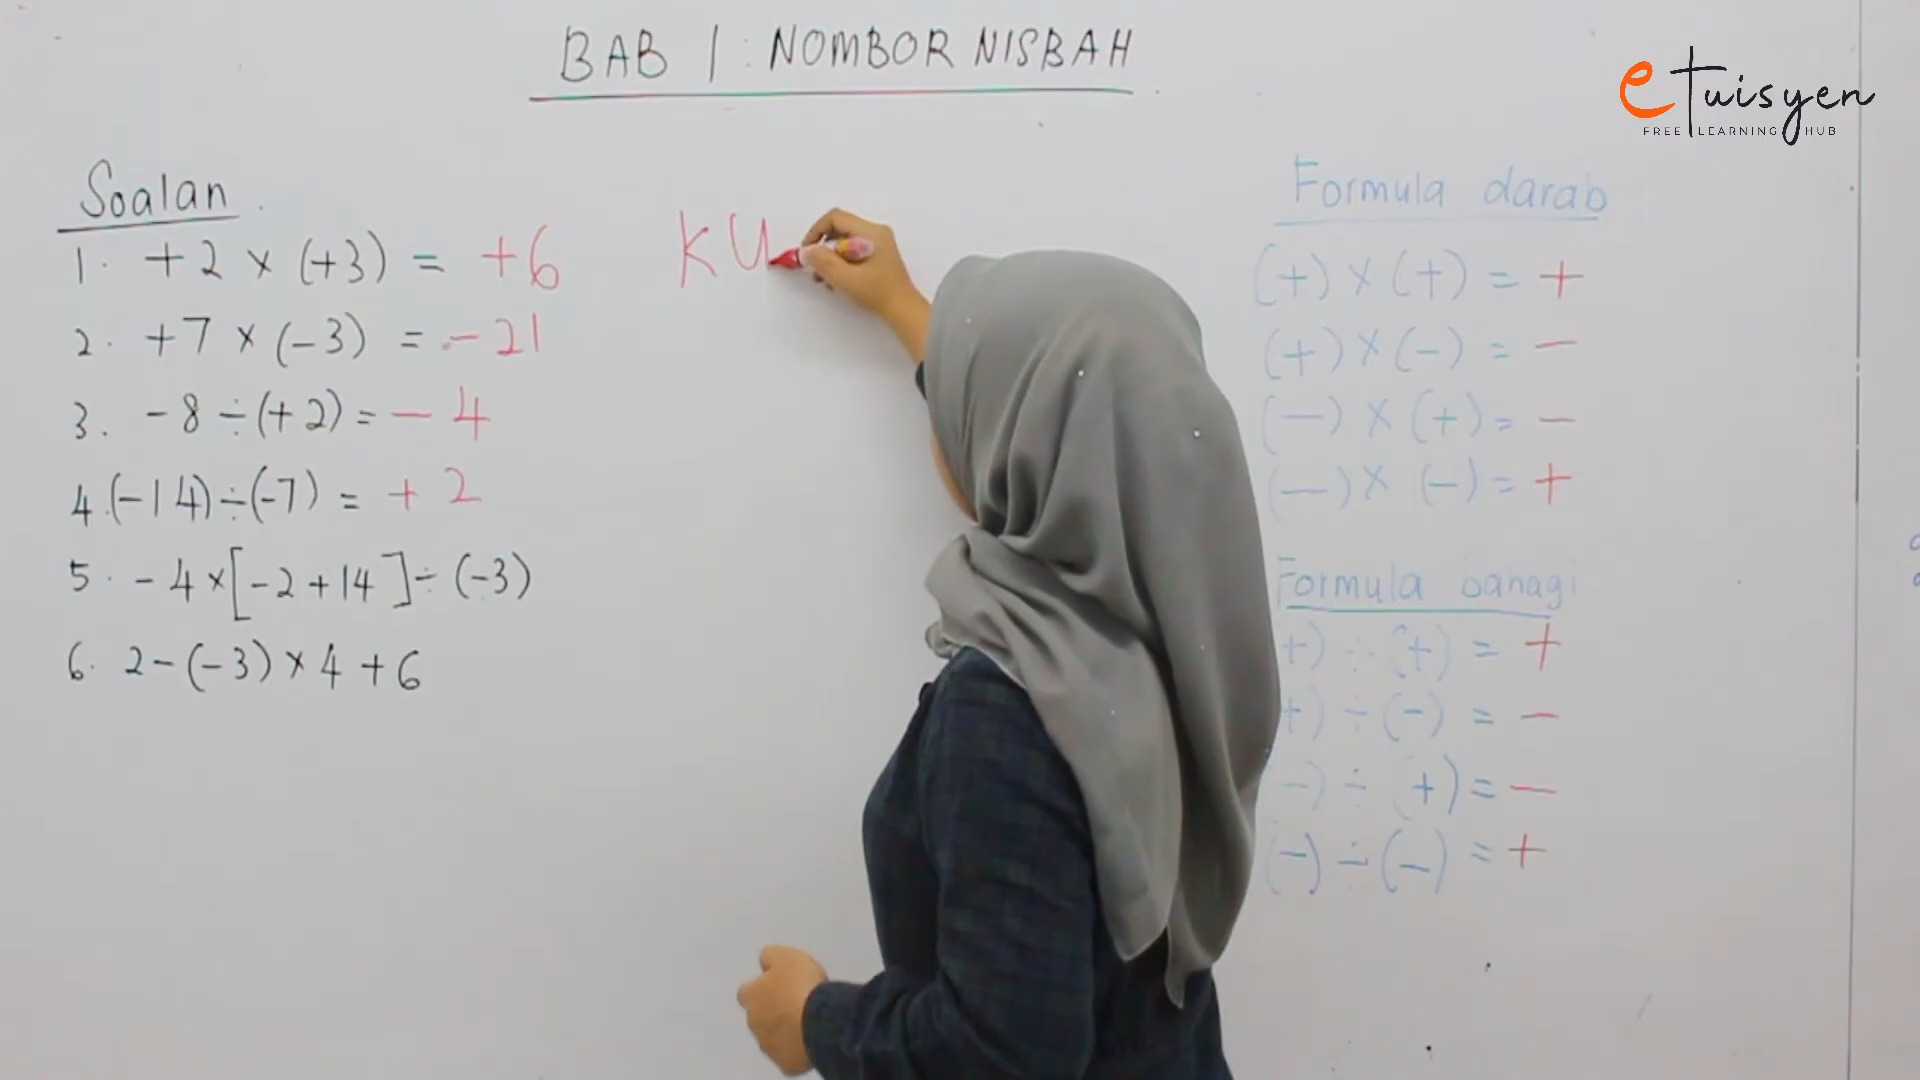 BAB 1 : NOMBOR NISBAH
eTuisyen
FREE LEARNING HUB
Soalan
1. +2 × (+3) = +6
2. +7 × (-3) = -21
3. -8 ÷ (+2) = -4
4. (-14) ÷ (-7) = +2
5. -4 × [-2 + 14] ÷ (-3)
6. 2 - (-3) × 4 + 6
KU
Formula darab
(+) × (+) = +
(+) × (-) = -
(-) × (+) = -
(-) × (-) = +
Formula bahagi
+) ÷ (+) = +
+) ÷ (-) = -
-) ÷ (+) = -
(-) ÷ (-) = +